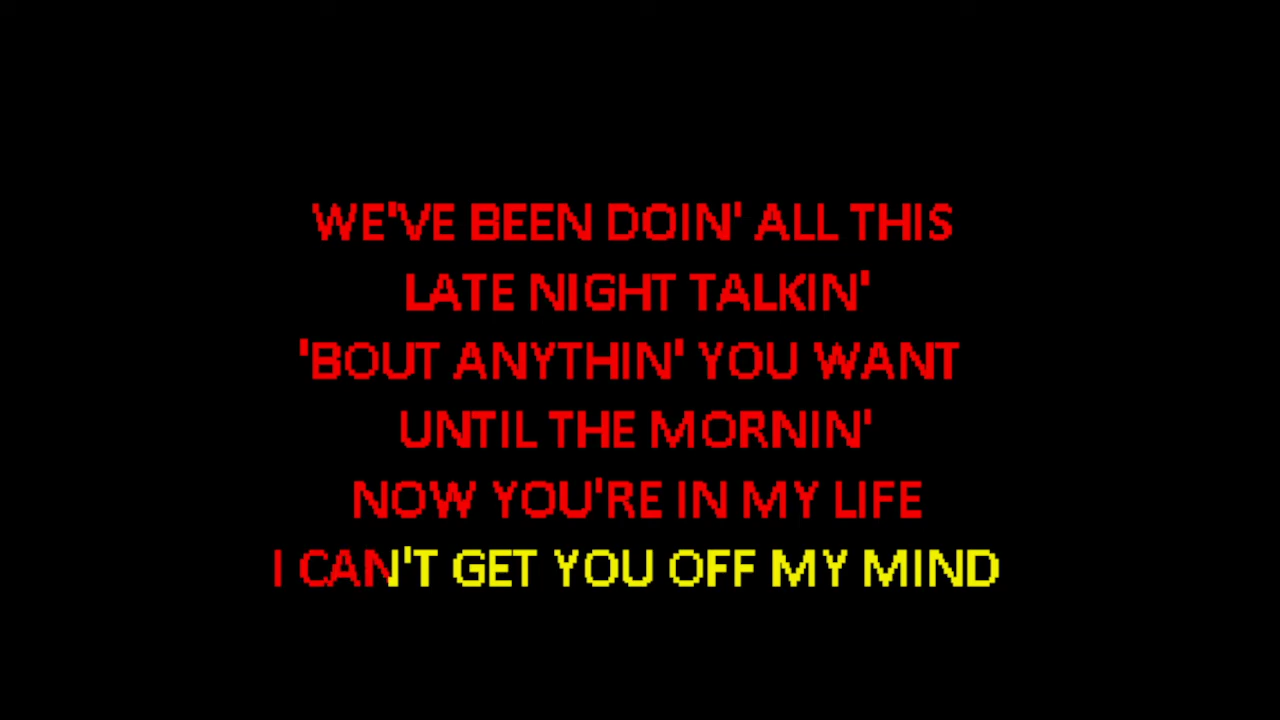 WE'VE BEEN DOIN' ALL THIS
LATE NIGHT TALKIN'
'BOUT ANYTHIN' YOU WANT
UNTIL THE MORNIN'
NOW YOU'RE IN MY LIFE
I CAN'T GET YOU OFF MY MIND